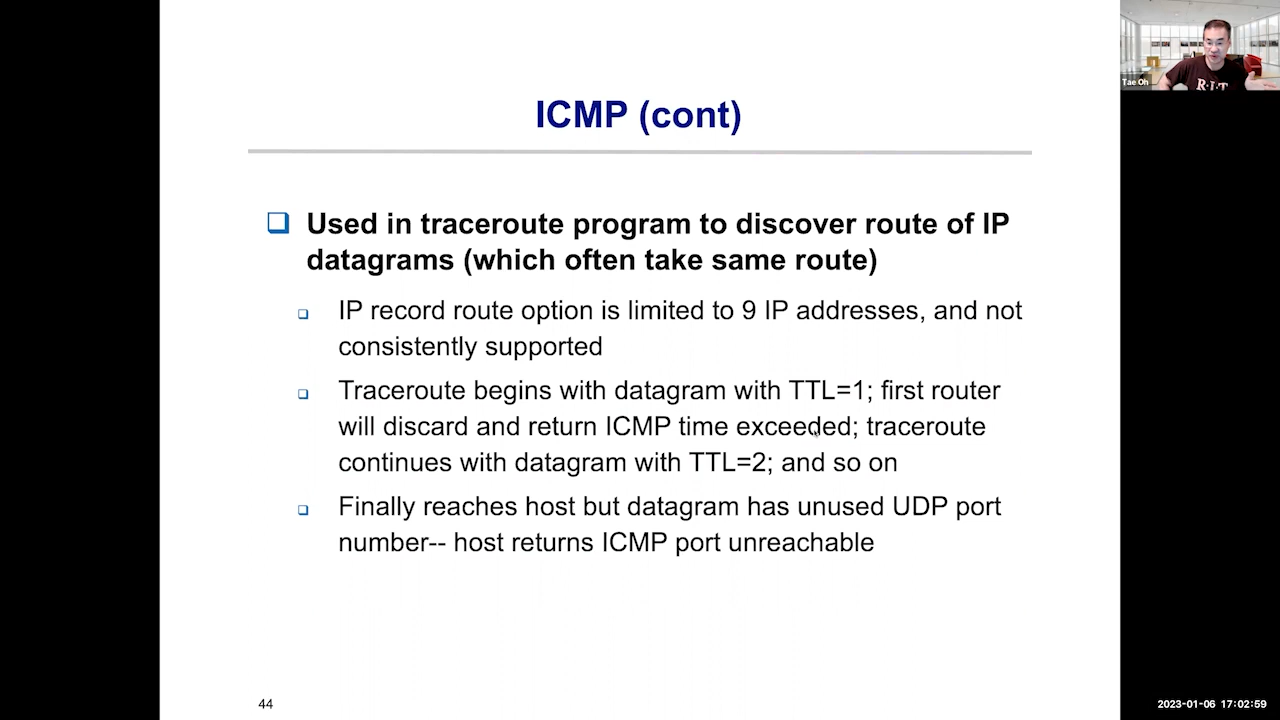 Tae Oh
R·I·T
ICMP (cont)
Used in traceroute program to discover route of IP
datagrams (which often take same route)
IP record route option is limited to 9 IP addresses, and not
consistently supported
Traceroute begins with datagram with TTL=1; first router
will discard and return ICMP time exceeded; traceroute
continues with datagram with TTL=2; and so on
Finally reaches host but datagram has unused UDP port
number-- host returns ICMP port unreachable
44
2023-01-06 17:02:59